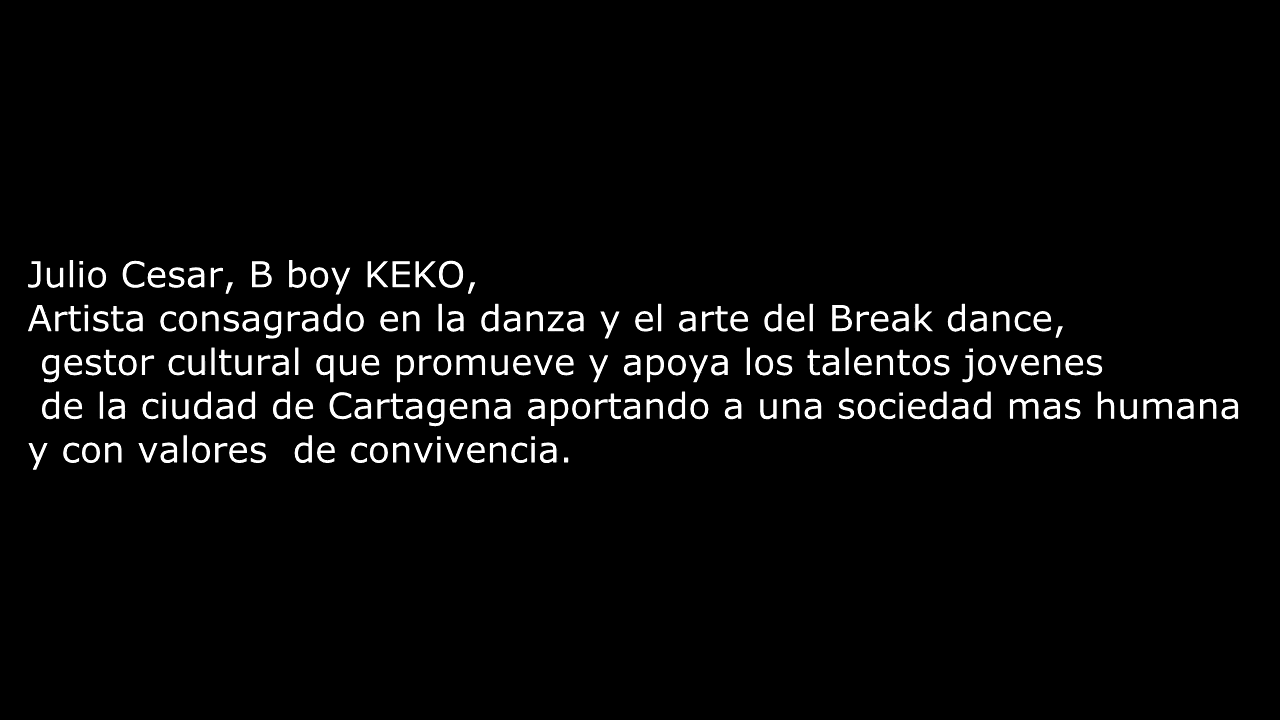 Julio Cesar, B boy KEKO,
Artista consagrado en la danza y el arte del Break dance,
gestor cultural que promueve y apoya los talentos jovenes
de la ciudad de Cartagena aportando a una sociedad mas humana
y con valores  de convivencia.